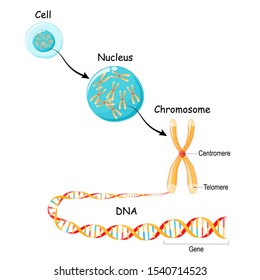 Cell
Nucleus
Chromosome
Centromere
Telomere
DNA
Gene
shutterstock.com · 1540714523